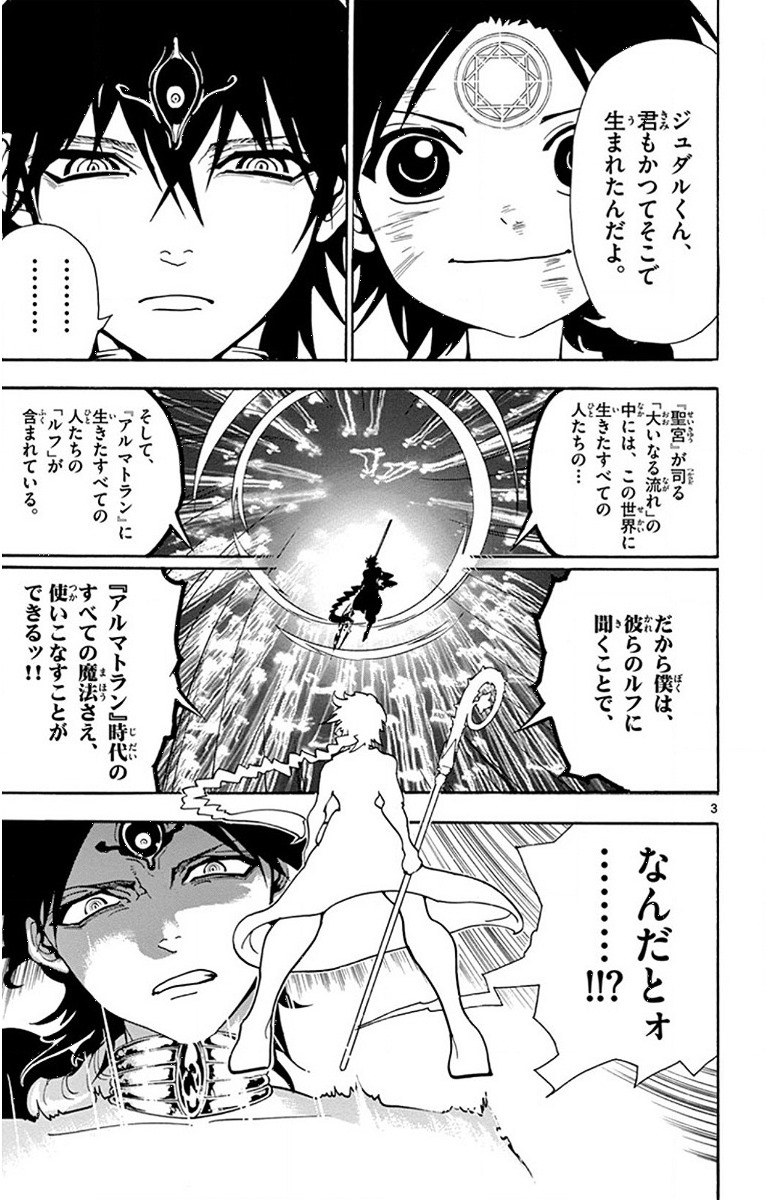 ジュダルくん、
君もかつてそこで
生まれたんだよ。
………
………
『聖宮』が司る
「大いなる流れ」の
中には、この世界に
生きたすべての
人たちの…
そして、
『アルマトラン』に
生きたすべての
人たちの
「ルフ」が
含まれている。
だから僕は、
彼らのルフに
聞くことで、
『アルマトラン』時代の
すべての魔法さえ、
使いこなすことが
できるッ!!
3
なんだとォ
…………!!?